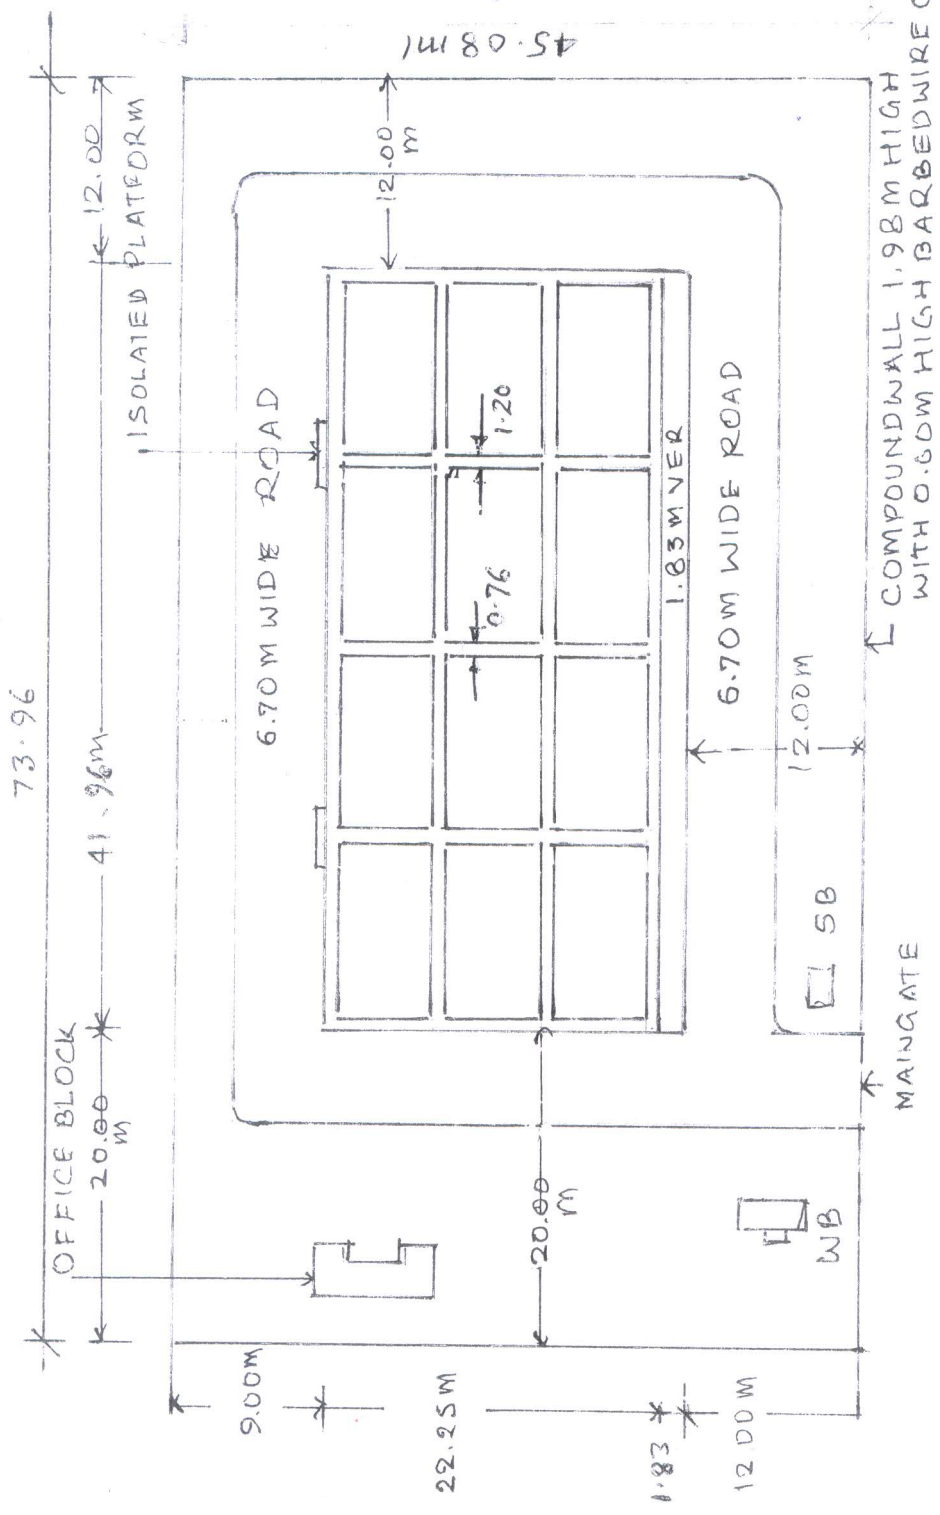 73.96
20.00
m
41.96m
12.00
OFFICE BLOCK
ISOLATED PLATFORM
45.08 m
9.00M
22.25M
1.83
12.00M
6.70M WIDE ROAD
12.00
m
1.20
0.76
20.00
m
1.83M VER
6.70M WIDE ROAD
12.00M
WB
SB
MAINGATE
COMPOUNDWALL 1.98M HIGH
WITH 0.60M HIGH BARBEDWIRE